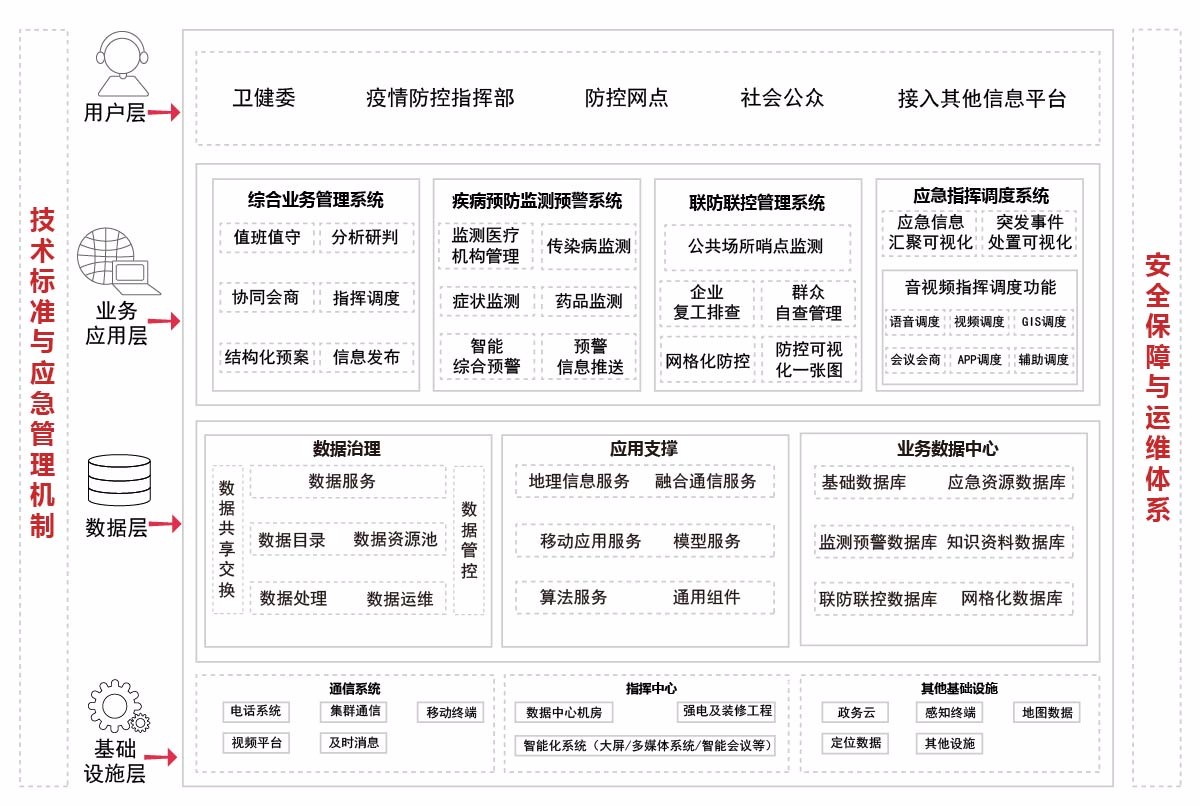 技术标准与应急管理机制
用户层
卫健委
疫情防控指挥部
防控网点
社会公众
接入其他信息平台
业务
应用层
综合业务管理系统
值班值守
分析研判
协同会商
指挥调度
结构化预案
信息发布
疾病预防监测预警系统
监测医疗
机构管理
传染病监测
症状监测
药品监测
智能
综合预警
预警
信息推送
联防联控管理系统
公共场所哨点监测
企业
复工排查
群众
自查管理
网格化防控
防控可视
化一张图
应急指挥调度系统
应急信息
汇聚可视化
突发事件
处置可视化
音视频指挥调度功能
语音调度
视频调度
GIS调度
会议会商
APP调度
辅助调度
数据层
数据治理
数据共享交换
数据服务
数据目录
数据资源池
数据处理
数据运维
数据管控
应用支撑
地理信息服务
融合通信服务
移动应用服务
模型服务
算法服务
通用组件
业务数据中心
基础数据库
应急资源数据库
监测预警数据库
知识资料数据库
联防联控数据库
网格化数据库
基础
设施层
通信系统
电话系统
集群通信
移动终端
视频平台
及时消息
指挥中心
数据中心机房
强电及装修工程
智能化系统（大屏/多媒体系统/智能会议等）
其他基础设施
政务云
感知终端
地图数据
定位数据
其他设施
安全保障与运维体系